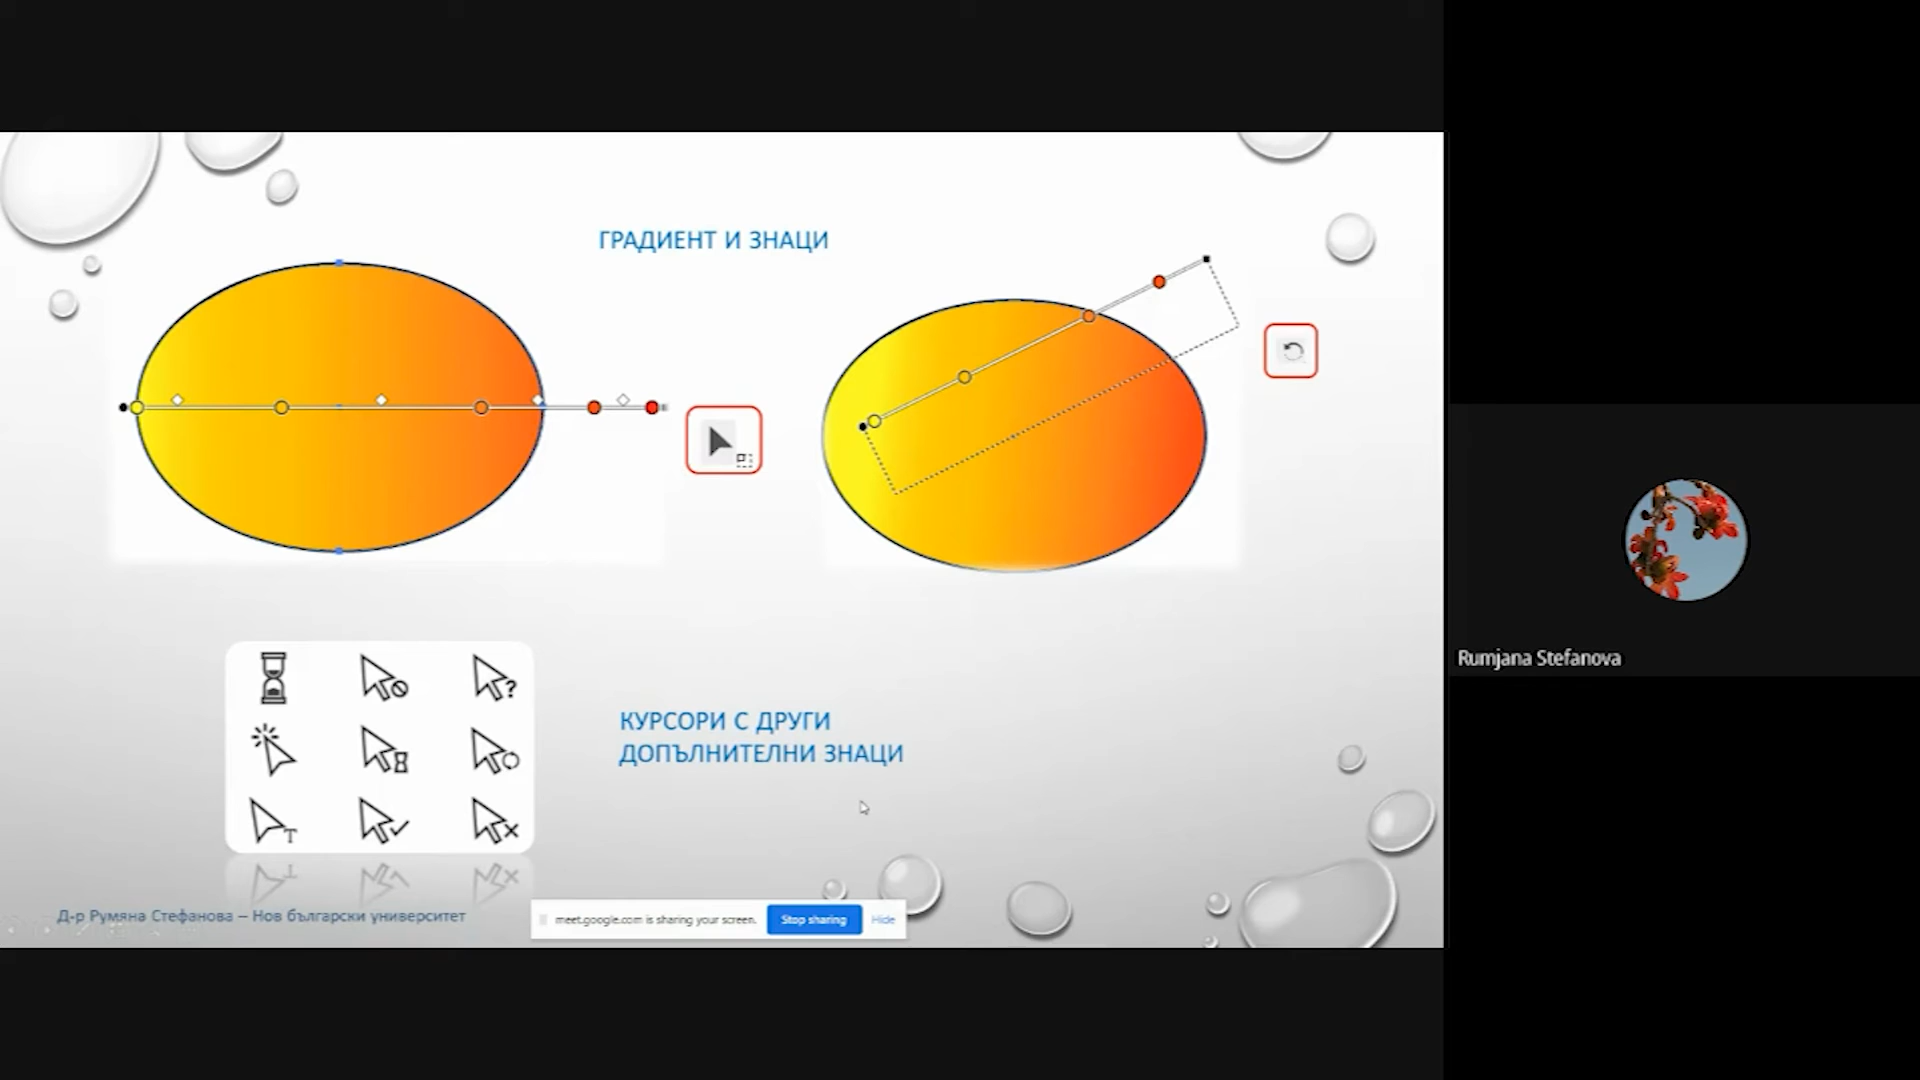 ГРАДИЕНТ И ЗНАЦИ
Rumjana Stefanova
КУРСОРИ С ДРУГИ
ДОПЪЛНИТЕЛНИ ЗНАЦИ
Д-р Румяна Стефанова – Нов български университет
meet.google.com is sharing your screen. Stop sharing Hide